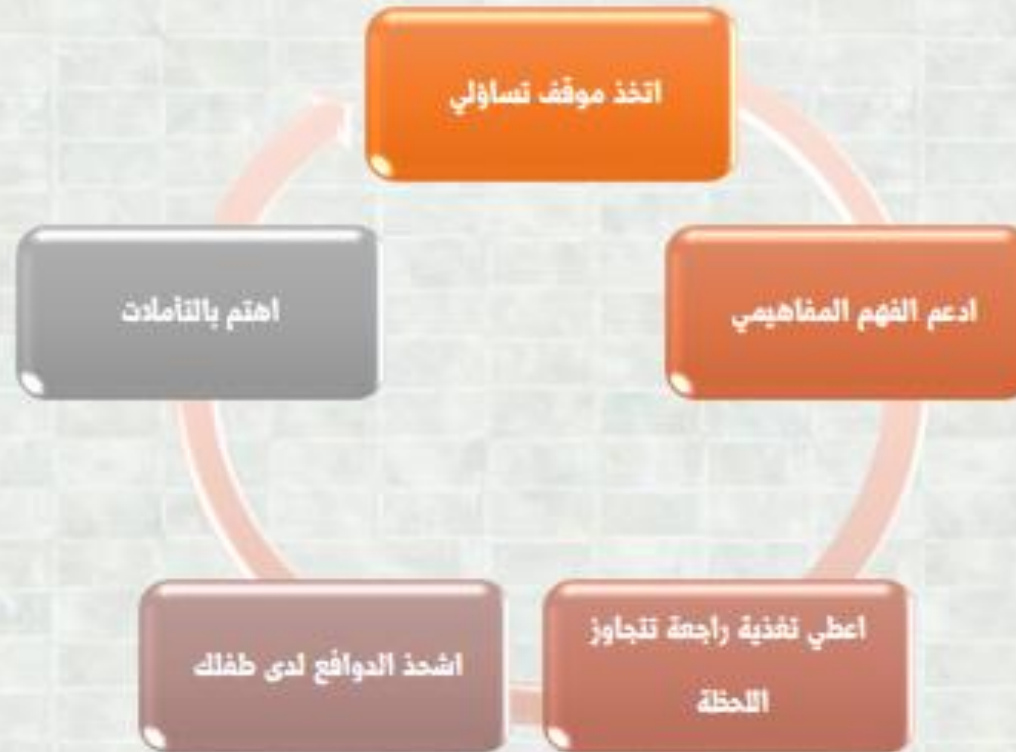 اتخذ موقف تساؤلي
ادعم الفهم المفاهيمي
اعطي تغذية راجعة تتجاوز
اللحظة
اشحذ الدوافع لدى طفلك
اهتم بالتأملات